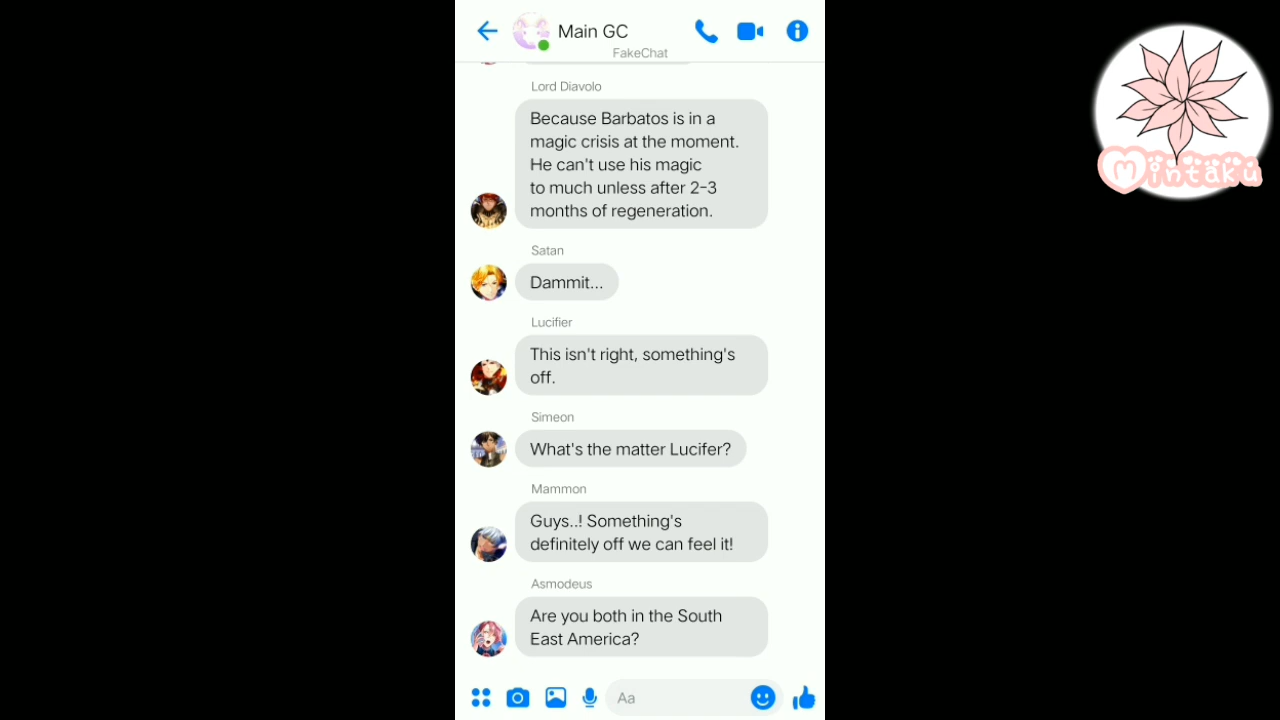 Main GC
FakeChat
Lord Diavolo
Because Barbatos is in a
magic crisis at the moment.
He can't use his magic
to much unless after 2-3
months of regeneration.
Satan
Dammit...
Lucifier
This isn't right, something's
off.
Simeon
What's the matter Lucifer?
Mammon
Guys..! Something's
definitely off we can feel it!
Asmodeus
Are you both in the South
East America?
Aa
Mintaku